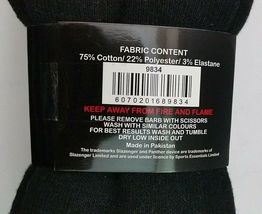 FABRIC CONTENT
75% Cotton/ 22% Polyester/ 3% Elastane
9834
6070201689834
KEEP AWAY FROM FIRE AND FLAME
PLEASE REMOVE BARB WITH SCISSORS
WASH WITH SIMILAR COLOURS
FOR BEST RESULTS WASH AND TUMBLE
DRY LOW INSIDE OUT
Made in Pakistan
The trademarks Slazenger and Panther device are trademarks of
Slazenger Limited and are used under licence by Sports Essentials Limited